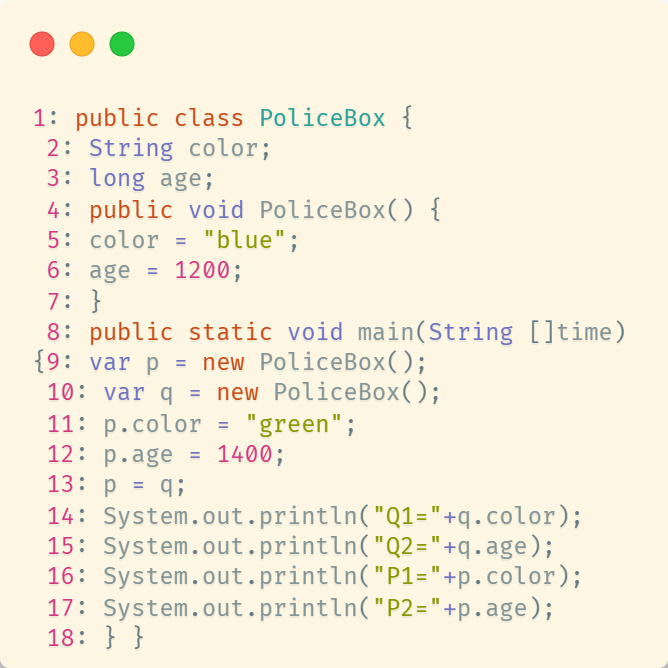 1: public class PoliceBox {
2: String color;
3: long age;
4: public void PoliceBox() {
5: color = "blue";
6: age = 1200;
7: }
8: public static void main(String []time)
{9: var p = new PoliceBox();
10: var q = new PoliceBox();
11: p.color = "green";
12: p.age = 1400;
13: p = q;
14: System.out.println("Q1="+q.color);
15: System.out.println("Q2="+q.age);
16: System.out.println("P1="+p.color);
17: System.out.println("P2="+p.age);
18: } }